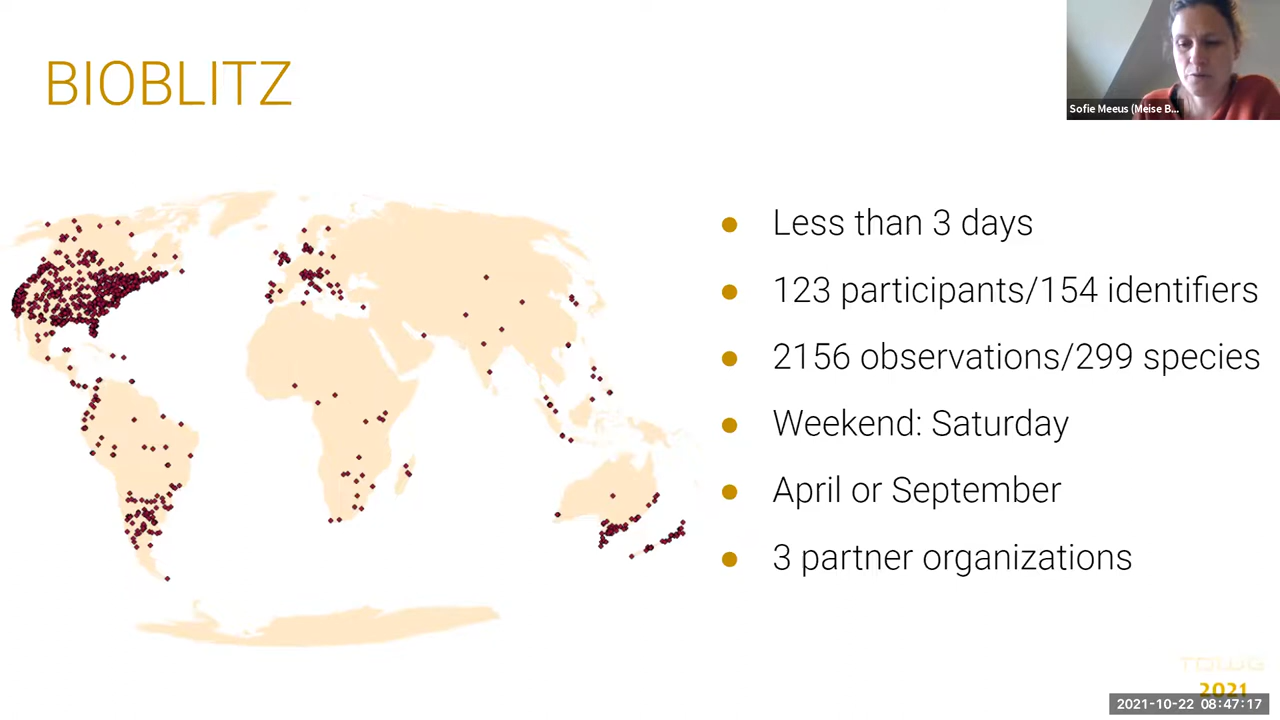 BIOBLITZ
Sofie Meeus (Meise B...
Less than 3 days
123 participants/154 identifiers
2156 observations/299 species
Weekend: Saturday
April or September
3 partner organizations
TDWG
2021
2021-10-22 08:47:17